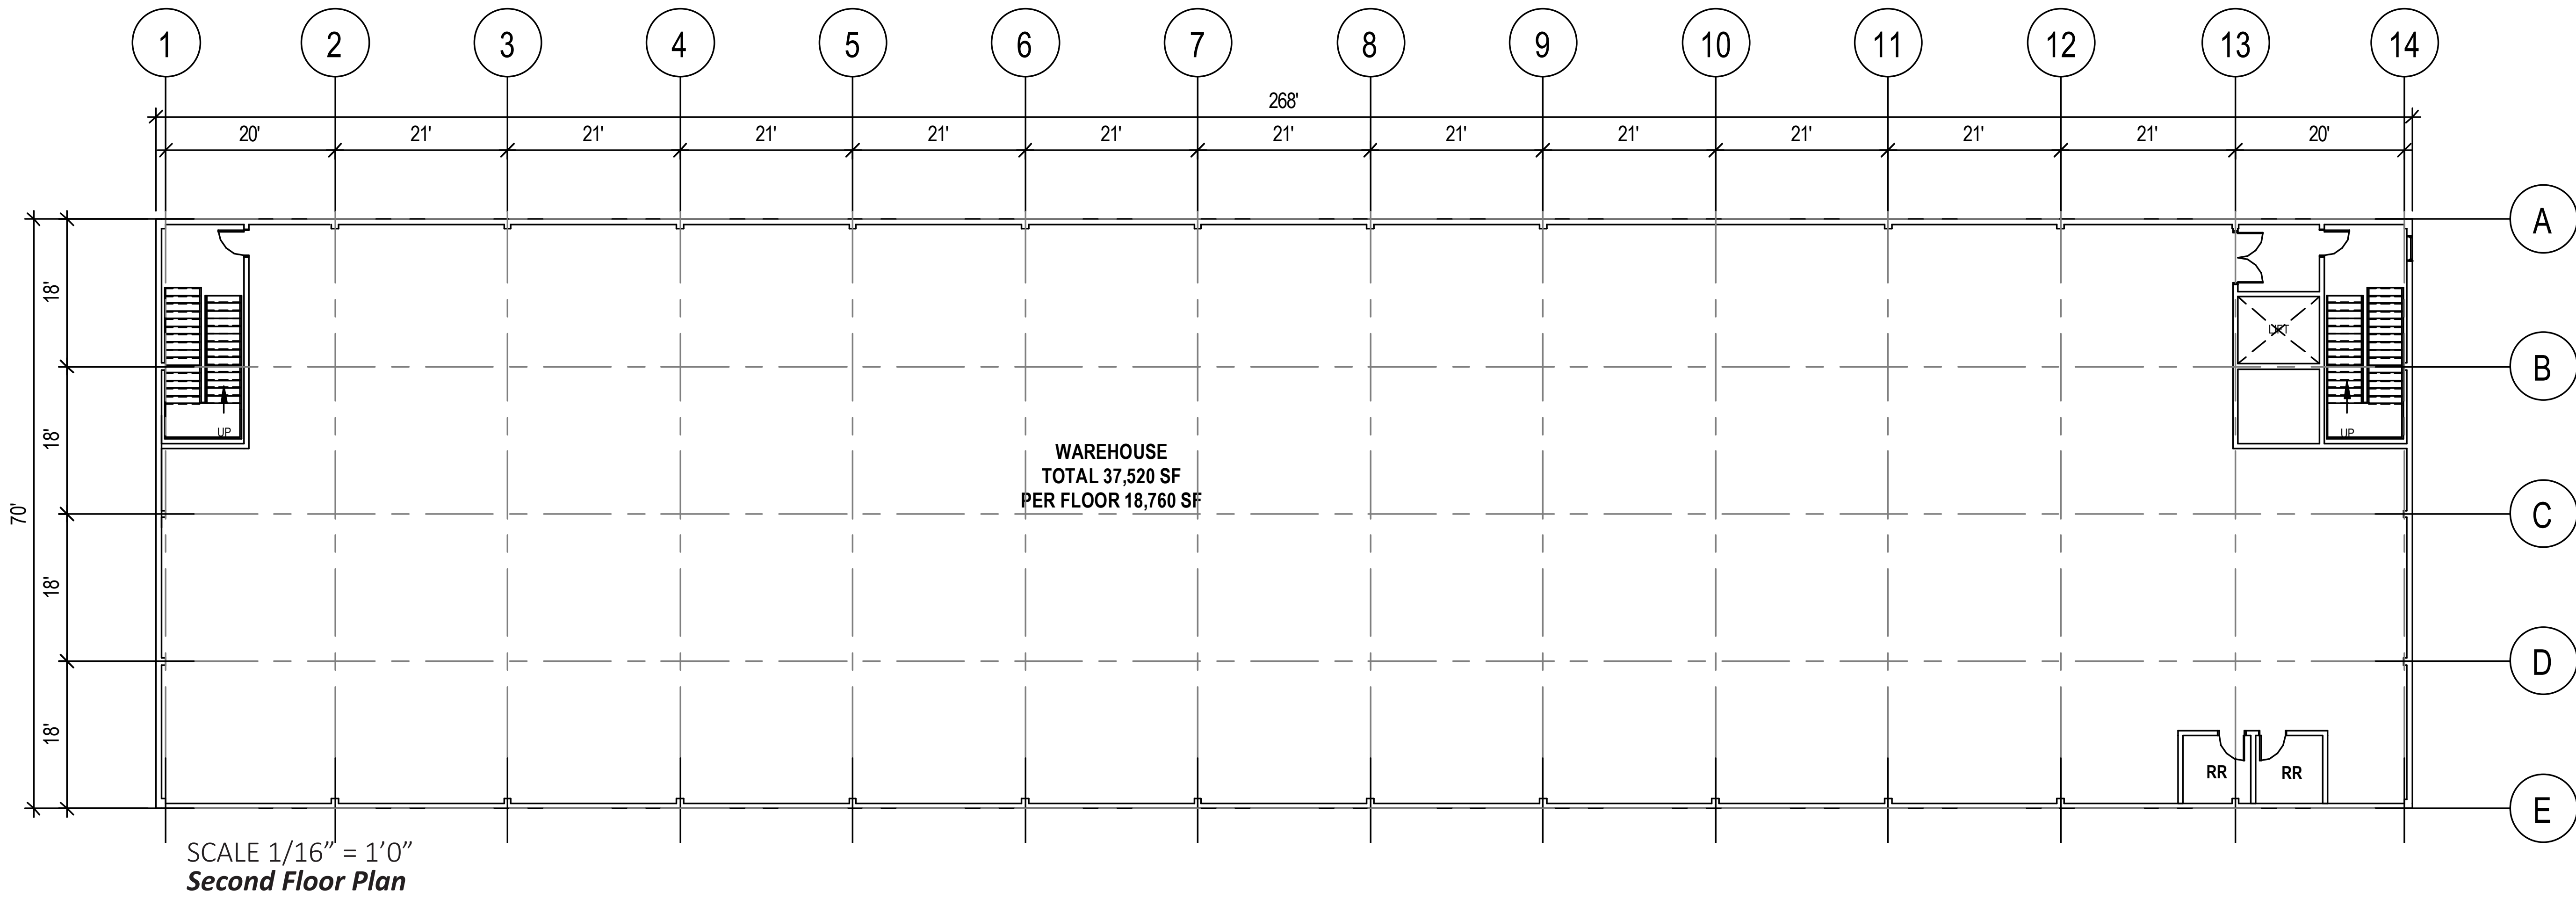 1 2 3 4 5 6 7 8 9 10 11 12 13 14
268'
20' 21' 21' 21' 21' 21' 21' 21' 21' 21' 21' 21' 20'
A
18'
LIFT
B
UP UP
18'
WAREHOUSE
TOTAL 37,520 SF
PER FLOOR 18,760 SF
70'
C
18'
D
18'
RR RR
E
SCALE 1/16” = 1’0”
Second Floor Plan